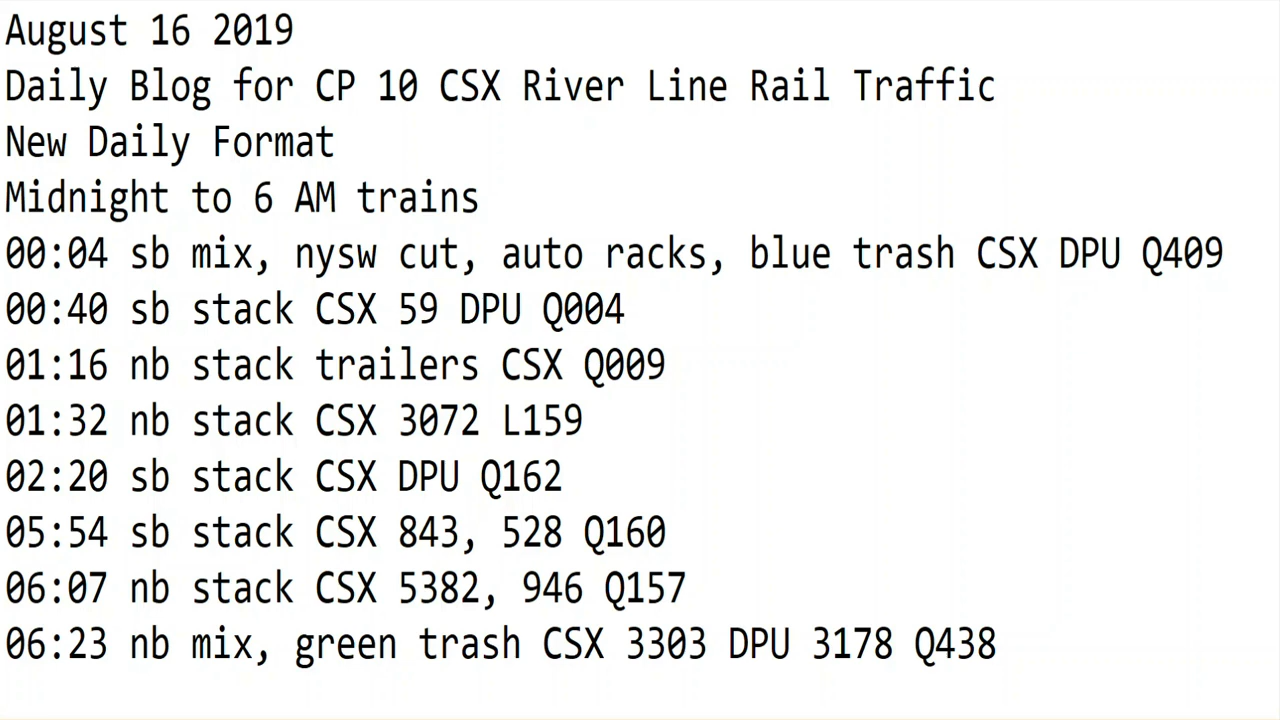 August 16 2019
Daily Blog for CP 10 CSX River Line Rail Traffic
New Daily Format
Midnight to 6 AM trains
00:04 sb mix, nysw cut, auto racks, blue trash CSX DPU Q409
00:40 sb stack CSX 59 DPU Q004
01:16 nb stack trailers CSX Q009
01:32 nb stack CSX 3072 L159
02:20 sb stack CSX DPU Q162
05:54 sb stack CSX 843, 528 Q160
06:07 nb stack CSX 5382, 946 Q157
06:23 nb mix, green trash CSX 3303 DPU 3178 Q438